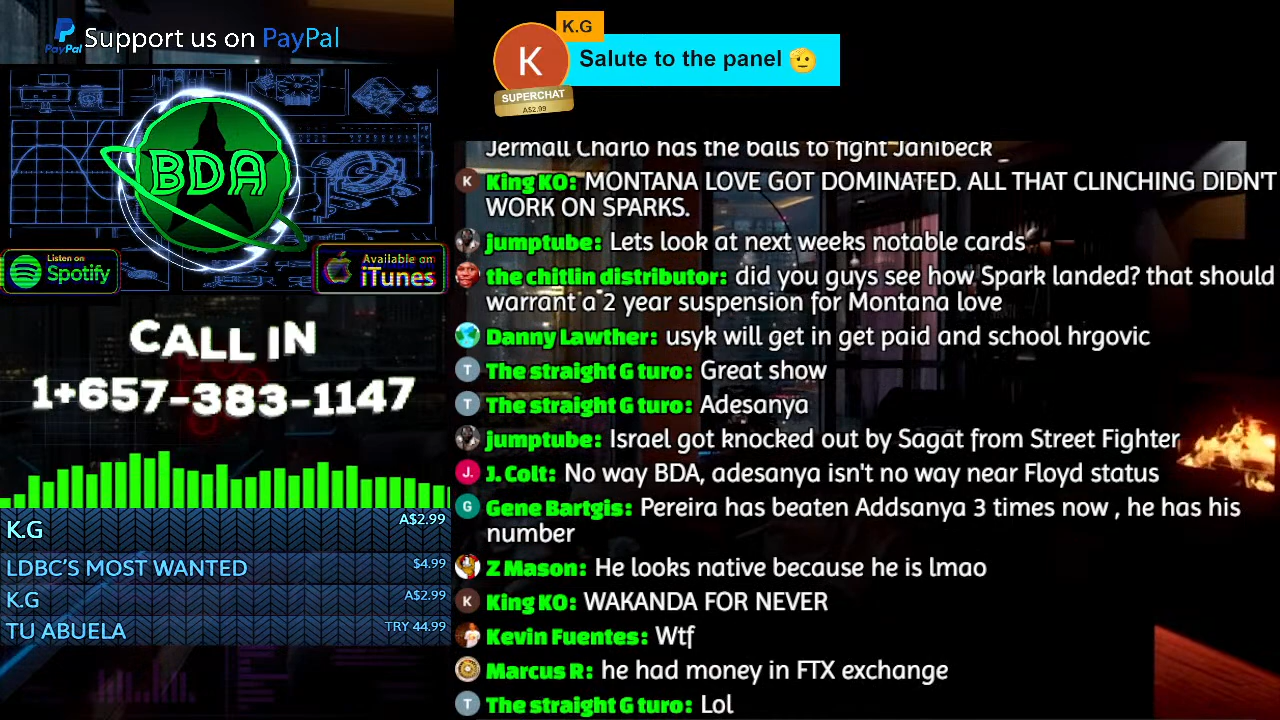 PayPal
Support us on PayPal
BDA
Listen on
Spotify
Available on
iTunes
CALL IN
1+657-383-1147
K.G
A$2.99
LDBC'S MOST WANTED
$4.99
K.G
A$2.99
TU ABUELA
TRY 44.99
K.G
K
Salute to the panel 🫡
SUPERCHAT
A$2.99
Jermall Charlo has the balls to fight Janibeck
K King KO: MONTANA LOVE GOT DOMINATED. ALL THAT CLINCHING DIDN'T
WORK ON SPARKS.
jumptube: Lets look at next weeks notable cards
the chitlin distributor: did you guys see how Spark landed? that should
warrant a 2 year suspension for Montana love
Danny Lawther: usyk will get in get paid and school hrgovic
T The straight G turo: Great show
T The straight G turo: Adesanya
jumptube: Israel got knocked out by Sagat from Street Fighter
J. J. Colt: No way BDA, adesanya isn't no way near Floyd status
G Gene Bartgis: Pereira has beaten Addsanya 3 times now , he has his
number
Z Mason: He looks native because he is lmao
K King KO: WAKANDA FOR NEVER
Kevin Fuentes: Wtf
Marcus R: he had money in FTX exchange
T The straight G turo: Lol